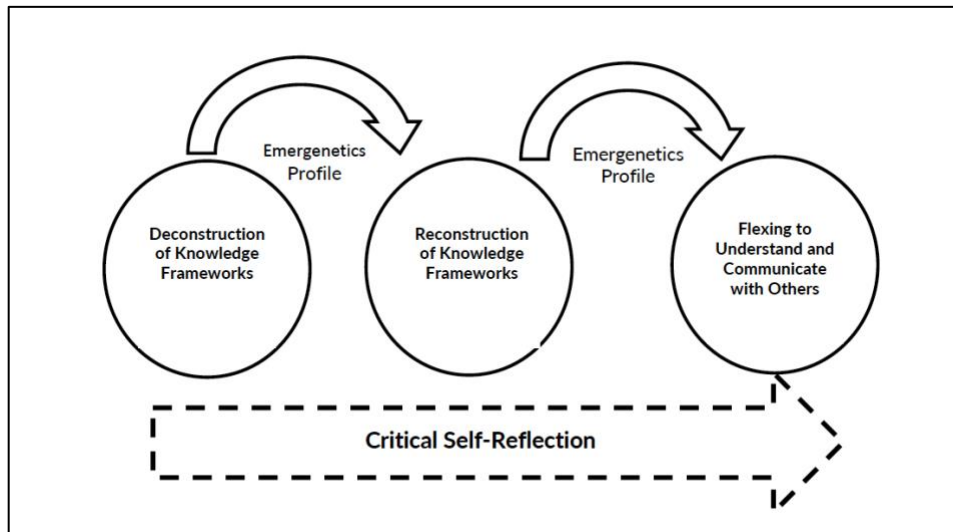 Emergenetics
Profile
Emergenetics
Profile
Deconstruction
of Knowledge
Frameworks
Reconstruction
of Knowledge
Frameworks
Flexing to
Understand and
Communicate
with Others
Critical Self-Reflection